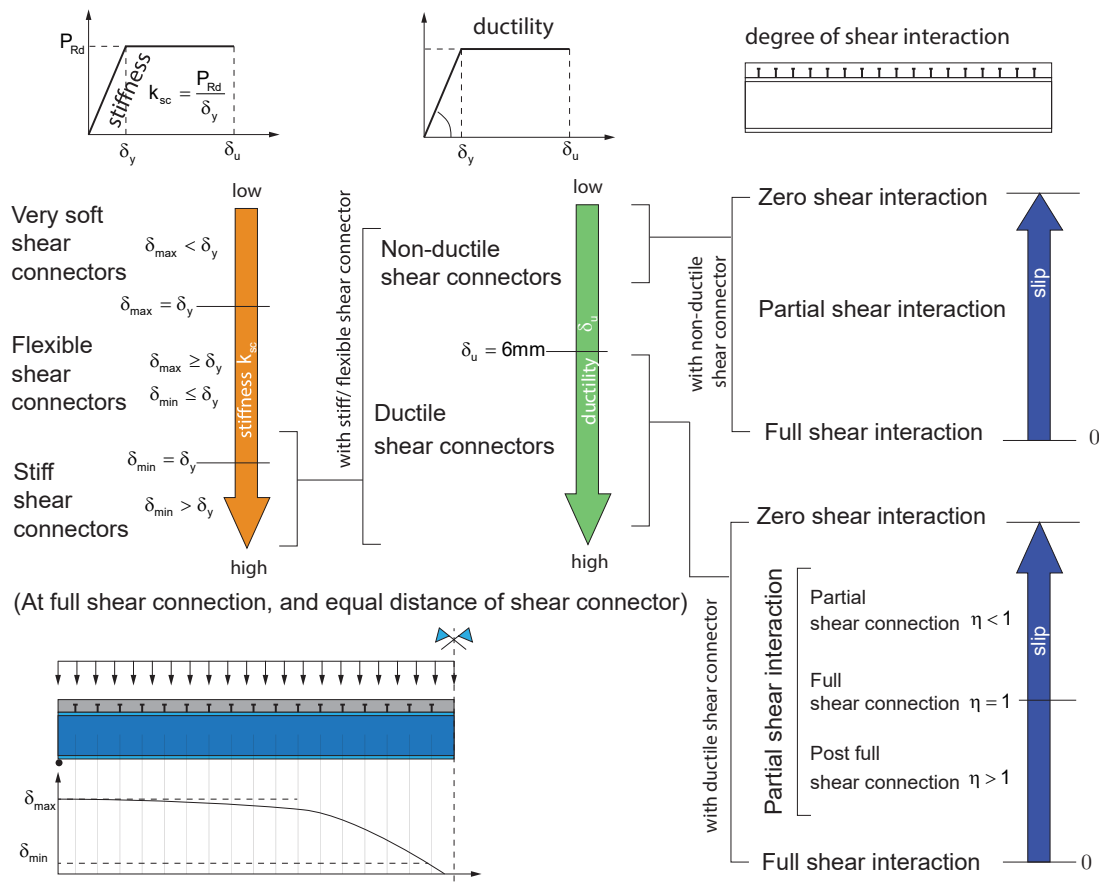 P_Rd
stiffness
k_sc = P_Rd / δ_y
δ_y
δ_u
ductility
δ_y
δ_u
degree of shear interaction
low
Very soft
shear
connectors
δ_max < δ_y
δ_max = δ_y
Flexible
shear
connectors
δ_max ≥ δ_y
δ_min ≤ δ_y
δ_min = δ_y
Stiff
shear
connectors
δ_min > δ_y
stiffness k_sc
high
with stiff/ flexible shear connector
low
Non-ductile
shear connectors
δ_u = 6mm
Ductile
shear connectors
ductility δ_u
high
with non-ductile
shear connector
Zero shear interaction
Partial shear interaction
Full shear interaction
slip
0
with ductile shear connector
Zero shear interaction
Partial shear interaction
Partial
shear connection η < 1
Full
shear connection η = 1
Post full
shear connection η > 1
Full shear interaction
slip
0
(At full shear connection, and equal distance of shear connector)
δ_max
δ_min